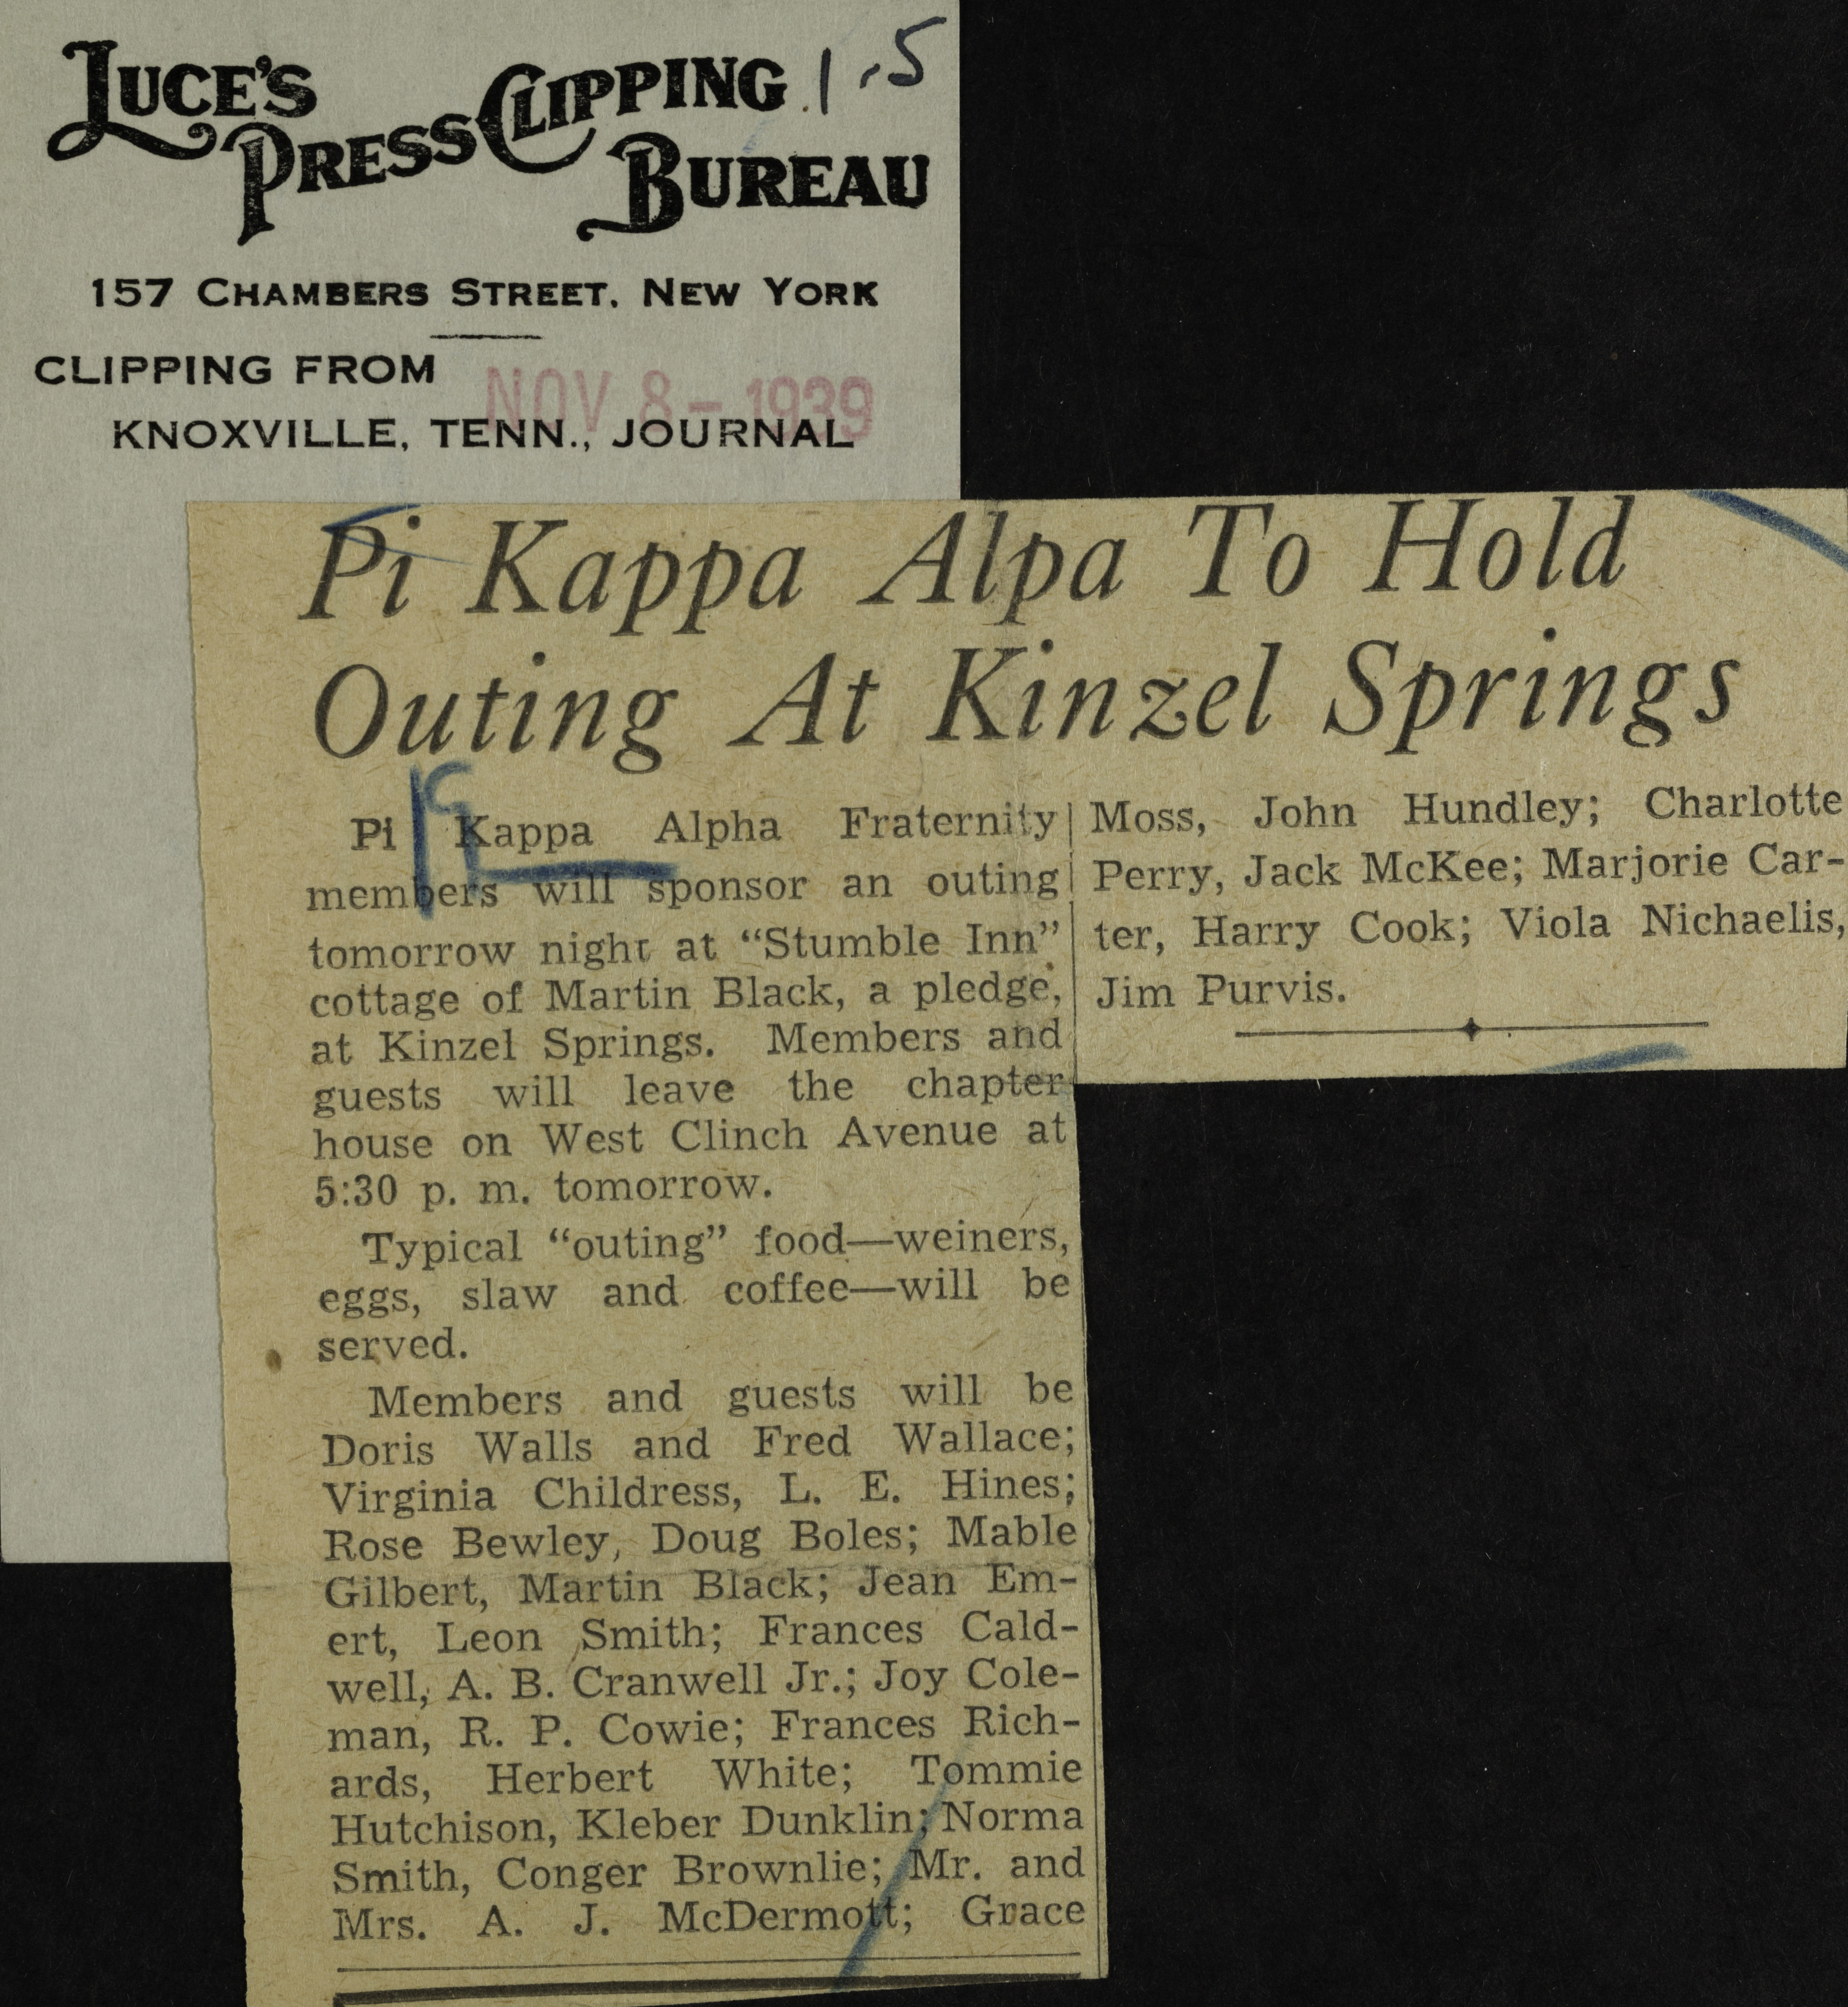 LUCE'S
PRESS CLIPPING
BUREAU
1.5
157 CHAMBERS STREET, NEW YORK
CLIPPING FROM
NOV 8 - 1939
KNOXVILLE, TENN., JOURNAL
Pi Kappa Alpa To Hold
Outing At Kinzel Springs
Pi Kappa Alpha Fraternity
members will sponsor an outing
tomorrow night at “Stumble Inn”
cottage of Martin Black, a pledge,
at Kinzel Springs. Members and
guests will leave the chapter
house on West Clinch Avenue at
5:30 p. m. tomorrow.
Typical “outing” food—weiners,
eggs, slaw and coffee—will be
served.
Members and guests will be
Doris Walls and Fred Wallace;
Virginia Childress, L. E. Hines;
Rose Bewley, Doug Boles; Mable
Gilbert, Martin Black; Jean Em-
ert, Leon Smith; Frances Cald-
well, A. B. Cranwell Jr.; Joy Cole-
man, R. P. Cowie; Frances Rich-
ards, Herbert White; Tommie
Hutchison, Kleber Dunklin; Norma
Smith, Conger Brownlie; Mr. and
Mrs. A. J. McDermott; Grace
Moss, John Hundley; Charlotte
Perry, Jack McKee; Marjorie Car-
ter, Harry Cook; Viola Nichaelis,
Jim Purvis.